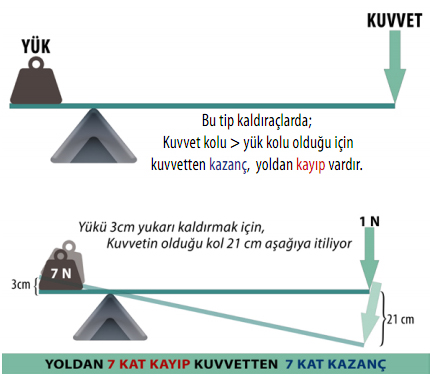 KUVVET
YÜK
Bu tip kaldıraçlarda;
Kuvvet kolu > yük kolu olduğu için
kuvvetten kazanç, yoldan kayıp vardır.
Yükü 3cm yukarı kaldırmak için,
Kuvvetin olduğu kol 21 cm aşağıya itiliyor
1 N
7 N
3cm
21 cm
YOLDAN 7 KAT KAYIP KUVVETTEN 7 KAT KAZANÇ